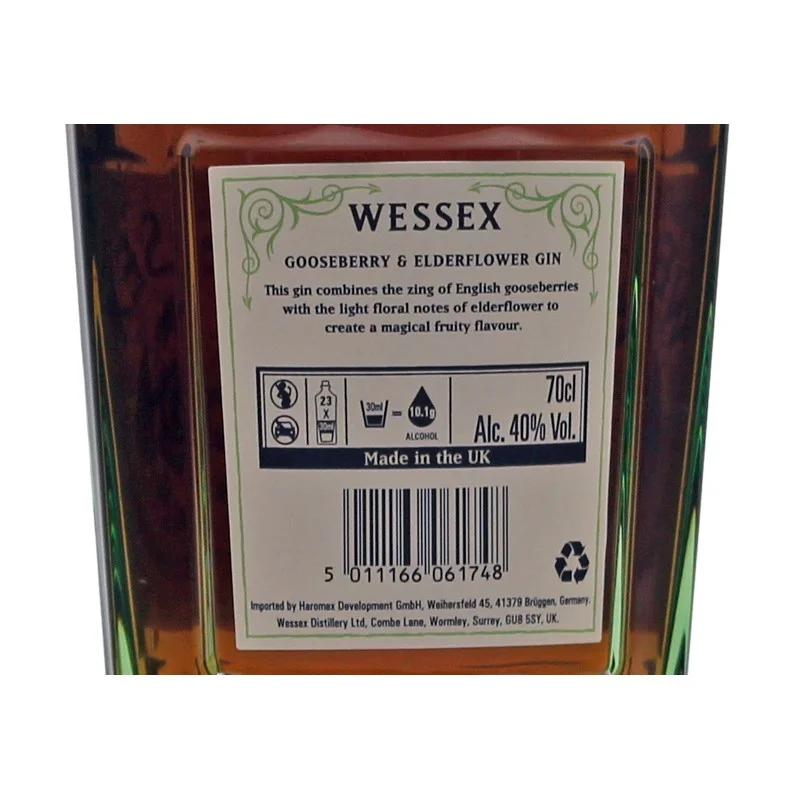 WESSEX
GOOSEBERRY & ELDERFLOWER GIN
This gin combines the zing of English gooseberries
with the light floral notes of elderflower to
create a magical fruity flavour.
23
X
30ml
30ml
=
10.1g
ALCOHOL
70cl
Alc. 40% Vol.
Made in the UK
5 011166 061748
Imported by Haromex Development GmbH, Weihersfeld 45, 41379 Brüggen, Germany.
Wessex Distillery Ltd, Combe Lane, Wormley, Surrey, GU8 5SY, UK.